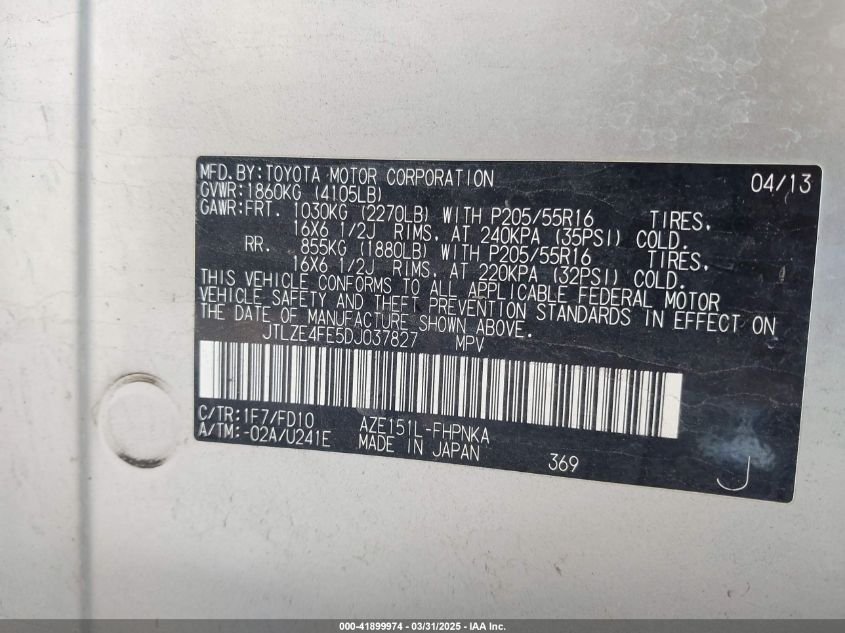 MFD.BY:TOYOTA MOTOR CORPORATION 04/13
GVWR:1860KG (4105LB)
GAWR:FRT. 1030KG (2270LB) WITH P205/55R16 TIRES,
16X6 1/2J RIMS, AT 240KPA (35PSI) COLD.
RR. 855KG (1880LB) WITH P205/55R16 TIRES,
16X6 1/2J RIMS, AT 220KPA (32PSI) COLD.
THIS VEHICLE CONFORMS TO ALL APPLICABLE FEDERAL MOTOR
VEHICLE SAFETY AND THEFT PREVENTION STANDARDS IN EFFECT ON
THE DATE OF MANUFACTURE SHOWN ABOVE.
JTLZE4FE5DJ037827 MPV
C/TR:1F7/FD10 AZE151L-FHPNKA
A/TM:-02A/U241E MADE IN JAPAN 369
J
000-41899974 - 03/31/2025 - IAA Inc.